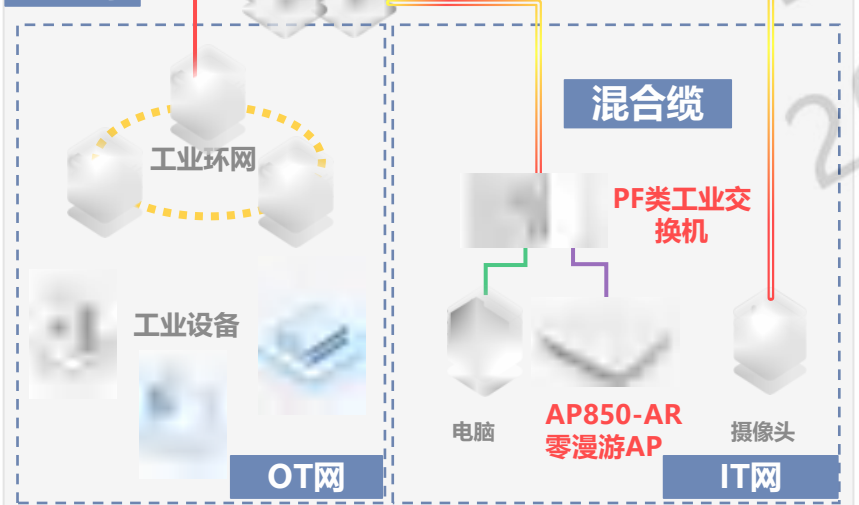 混合缆
工业环网
PF类工业交
换机
工业设备
电脑
AP850-AR
零漫游AP
摄像头
OT网
IT网